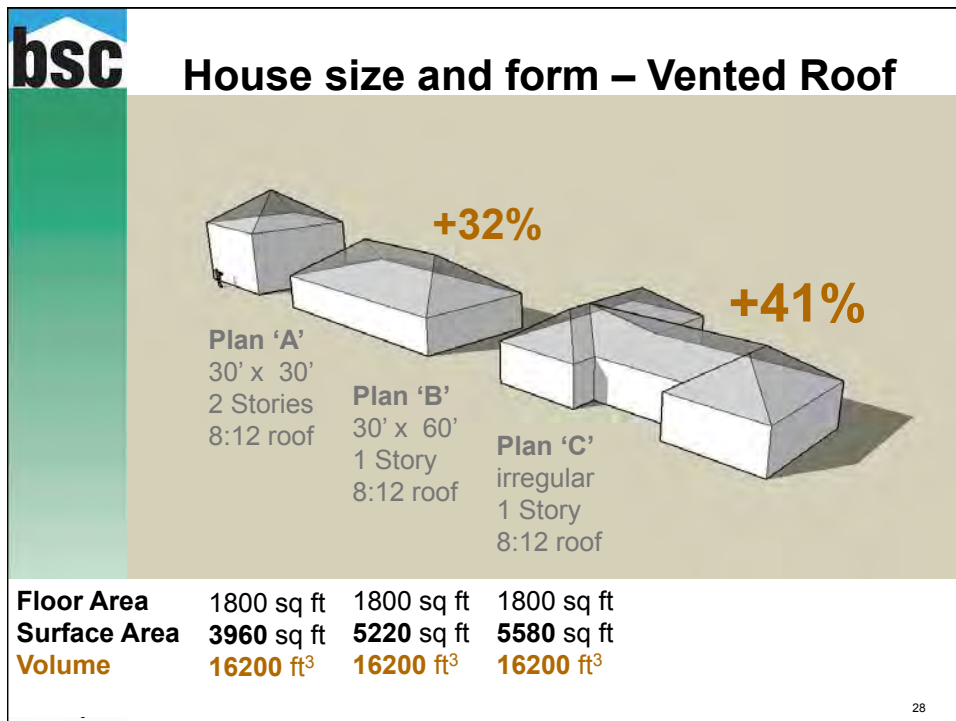 bsc
House size and form – Vented Roof
+32%
+41%
Plan ‘A’
30’ x 30’
2 Stories
8:12 roof
Plan ‘B’
30’ x 60’
1 Story
8:12 roof
Plan ‘C’
irregular
1 Story
8:12 roof
Floor Area 1800 sq ft 1800 sq ft 1800 sq ft
Surface Area 3960 sq ft 5220 sq ft 5580 sq ft
Volume 16200 ft³ 16200 ft³ 16200 ft³
28